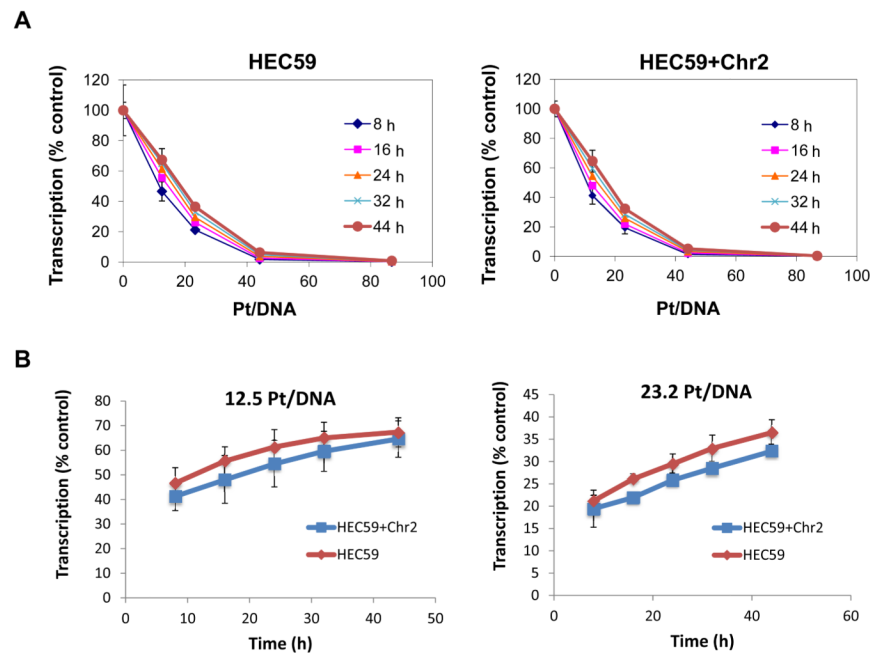 A
HEC59
Transcription (% control)
120
100
80
60
40
20
0
0 20 40 60 80 100
Pt/DNA
8 h
16 h
24 h
32 h
44 h
HEC59+Chr2
Transcription (% control)
120
100
80
60
40
20
0
0 20 40 60 80 100
Pt/DNA
8 h
16 h
24 h
32 h
44 h
B
12.5 Pt/DNA
Transcription (% control)
80
70
60
50
40
30
20
10
0
0 10 20 30 40 50
Time (h)
HEC59+Chr2
HEC59
23.2 Pt/DNA
Transcription (% control)
45
40
35
30
25
20
15
10
5
0
0 20 40 60
Time (h)
HEC59+Chr2
HEC59